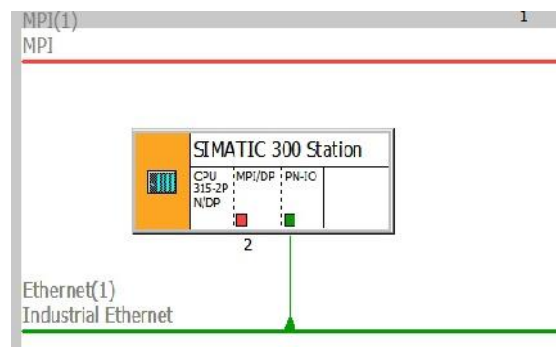 MPI(1)
1
MPI
SIMATIC 300 Station
CPU 315-2P N/DP
MPI/DP
PN-IO
2
Ethernet(1)
Industrial Ethernet